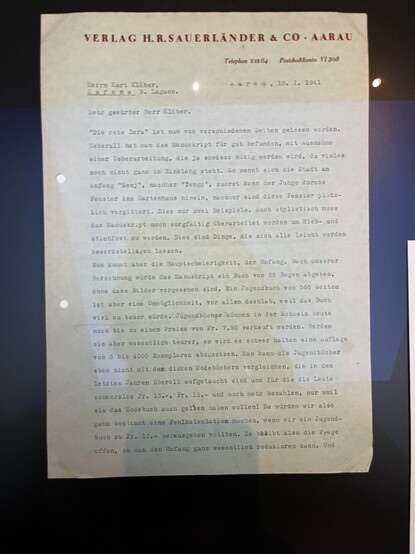 VERLAG H. R. SAUERLÄNDER & CO · AARAU
Telephon 21264 Postcheckkonto VI 308
Herrn Kurt Kläber, Aarau, 10. I. 1941
Carona b. Lugano.
Sehr geehrter Herr Kläber.
"Die rote Zora" ist nun von verschiedenen Seiten gelesen worden.
Ueberall hat man das Manuskript für gut befunden, mit Ausnahme
einer Ueberarbeitung, die ja sowieso nötig werden wird, da vieles
noch nicht ganz in Einklang steht. So nennt sich die Stadt am
Anfang "Senj", nachher "Zengg", zuerst kann der Junge durchs
Fenster ins Gartenhaus hinein, nachher sind diese Fenster plötz-
lich vergittert. Dies nur zwei Beispiele. Auch stylistisch muss
das Manuskript noch sorgfältig überarbeitet werden um Hieb- und
stichfest zu werden. Dies sind Dinge, die sich alle leicht werden
bewerkstelligen lassen.
Nun kommt aber die Hauptschwierigkeit, der Umfang. Nach unserer
Berechnung würde das Manuskript ein Buch von 35 Bogen abgeben,
ohne dass Bilder vorgesehen sind. Ein Jugendbuch von 560 Seiten
ist aber eine Unmöglichkeit, vor allem deshalb, weil das Buch
viel zu teuer würde. Jugendbücher können in der Schweiz heute
noch bis zu einem Preise von Fr. 7.50 verkauft werden. Werden
sie aber wesentlich teurer, so wird es schwer halten eine Auflage
von 3 bis 4000 Exemplaren abzusetzen. Man kann die Jugendbücher
eben nicht mit den dicken Modebüchern vergleichen, die in den
letzten Jahren überall aufgetaucht sind und für die die Leute
anstandslos Fr. 12.-, Fr. 15.- und noch mehr bezahlen, nur weil
sie das Modebuch auch gelesen haben wollen! Da würden wir also
ganz bestimmt eine Fehlkalkulation machen, wenn wir ein Jugend-
buch zu Fr. 12.- herausgeben wollten. Es bleibt also die Frage
offen, ob man den Umfang ganz wesentlich reduzieren kann. Und